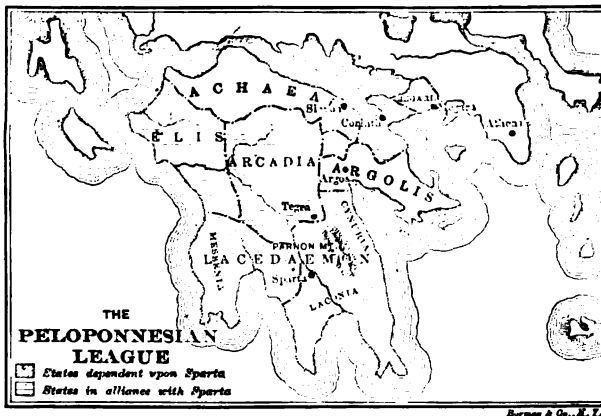 ACHAEA
ELIS
ARCADIA
ARGOLIS
Argos
Athens
Tegea
CYNURIA
PARNON MT.
MESSENIA
LACEDAEMON
Sparta
LACONIA
THE
PELOPONNESIAN
LEAGUE
States dependent upon Sparta
States in alliance with Sparta